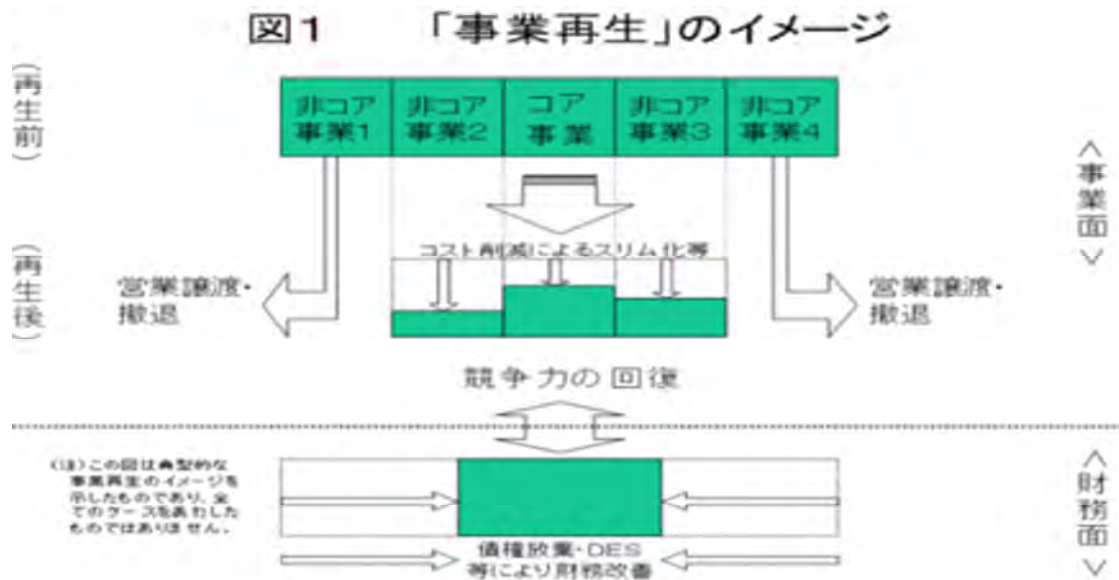 図1 「事業再生」のイメージ
(再生前)
非コア
事業1
非コア
事業2
コア
事業
非コア
事業3
非コア
事業4
<事業面>
コスト削減によるスリム化等
(再生後)
営業譲渡・
撤退
営業譲渡・
撤退
競争力の回復
(注)この図は典型的な
事業再生のイメージを
示したものであり、全
てのケースを表わした
ものではありません。
<財務面>
債権放棄・DES
等により財務改善